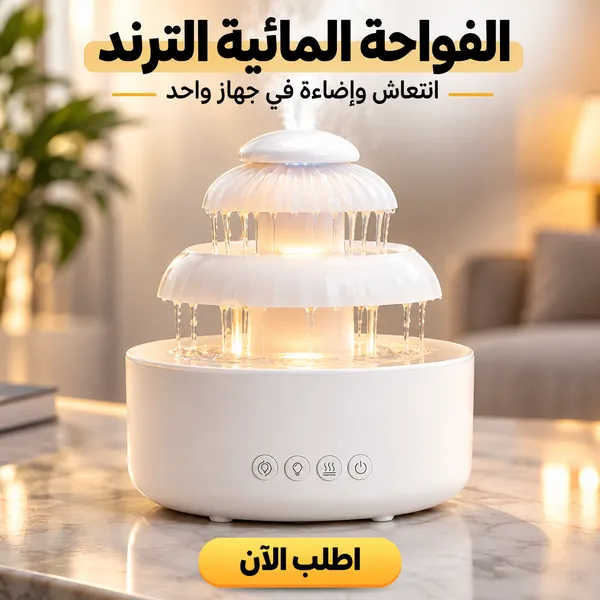 الفواحة المائية الترند
انتعاش وإضاءة في جهاز واحد
اطلب الآن